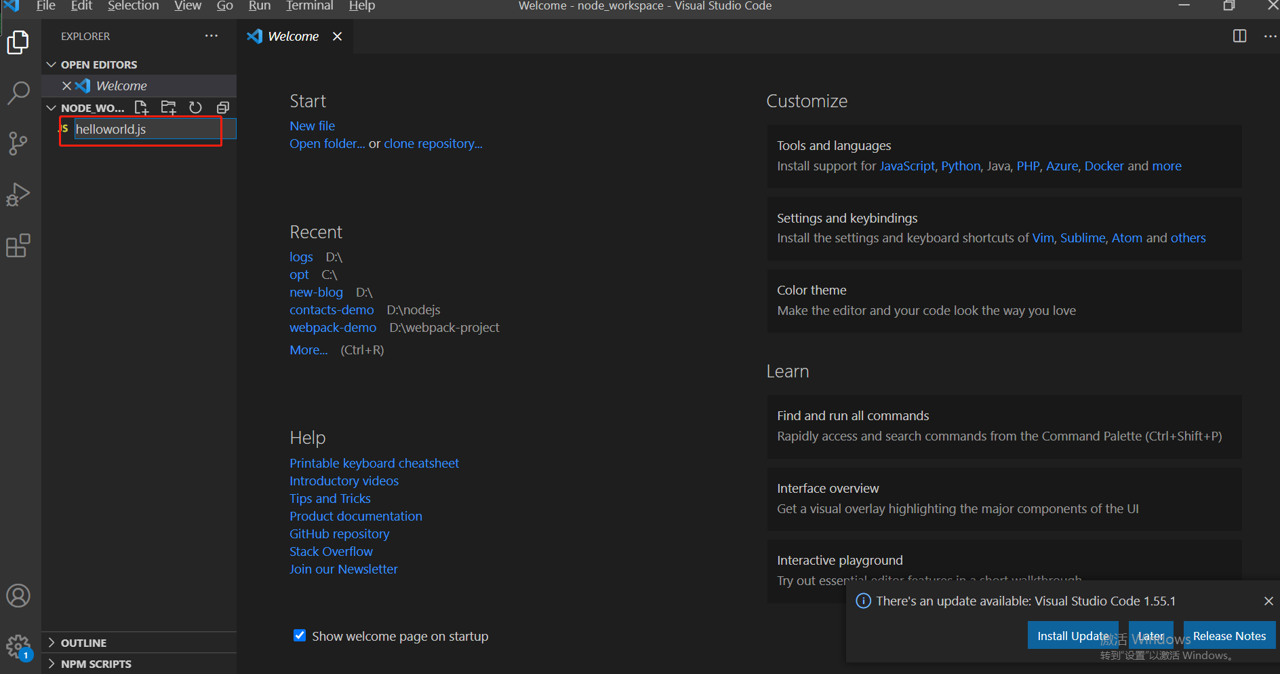 File Edit Selection View Go Run Terminal Help
Welcome - node_workspace - Visual Studio Code
EXPLORER
Welcome
OPEN EDITORS
Welcome
NODE_WO...
JS helloworld.js
Start
New file
Open folder... or clone repository...
Recent
logs D:\
opt C:\
new-blog D:\
contacts-demo D:\nodejs
webpack-demo D:\webpack-project
More... (Ctrl+R)
Help
Printable keyboard cheatsheet
Introductory videos
Tips and Tricks
Product documentation
GitHub repository
Stack Overflow
Join our Newsletter
Show welcome page on startup
Customize
Tools and languages
Install support for JavaScript, Python, Java, PHP, Azure, Docker and more
Settings and keybindings
Install the settings and keyboard shortcuts of Vim, Sublime, Atom and others
Color theme
Make the editor and your code look the way you love
Learn
Find and run all commands
Rapidly access and search commands from the Command Palette (Ctrl+Shift+P)
Interface overview
Get a visual overlay highlighting the major components of the UI
Interactive playground
Try out essential editor features in a short walkthrough
There's an update available: Visual Studio Code 1.55.1
Install Update Later Release Notes
激活 Windows
转到"设置"以激活 Windows。
OUTLINE
NPM SCRIPTS
1